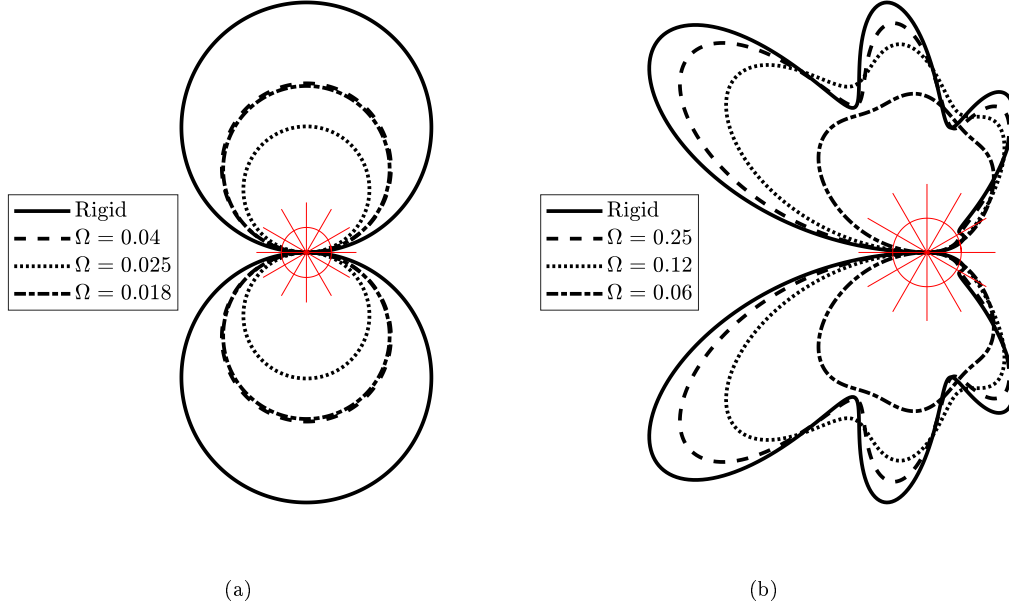 Rigid
Ω = 0.04
Ω = 0.025
Ω = 0.018
Rigid
Ω = 0.25
Ω = 0.12
Ω = 0.06
(a)
(b)